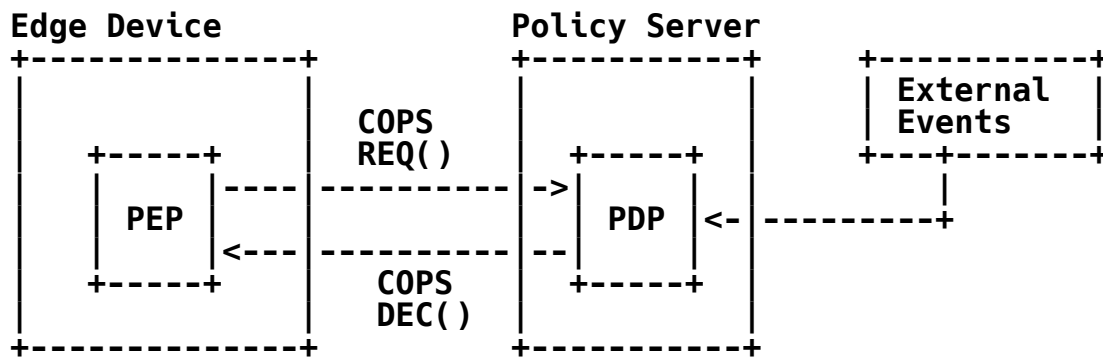 Edge Device Policy Server
External
Events
COPS
REQ()
PEP PDP
COPS
DEC()